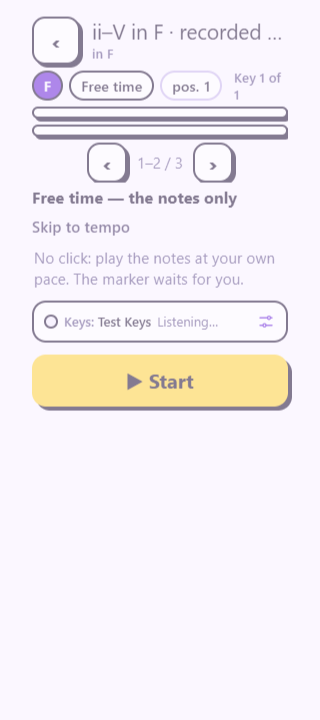 ‹ ii–V in F · recorded ...
in F
F Free time pos. 1 Key 1 of
1
‹ 1–2 / 3 ›
Free time — the notes only
Skip to tempo
No click: play the notes at your own
pace. The marker waits for you.
Keys: Test Keys Listening...
▶ Start